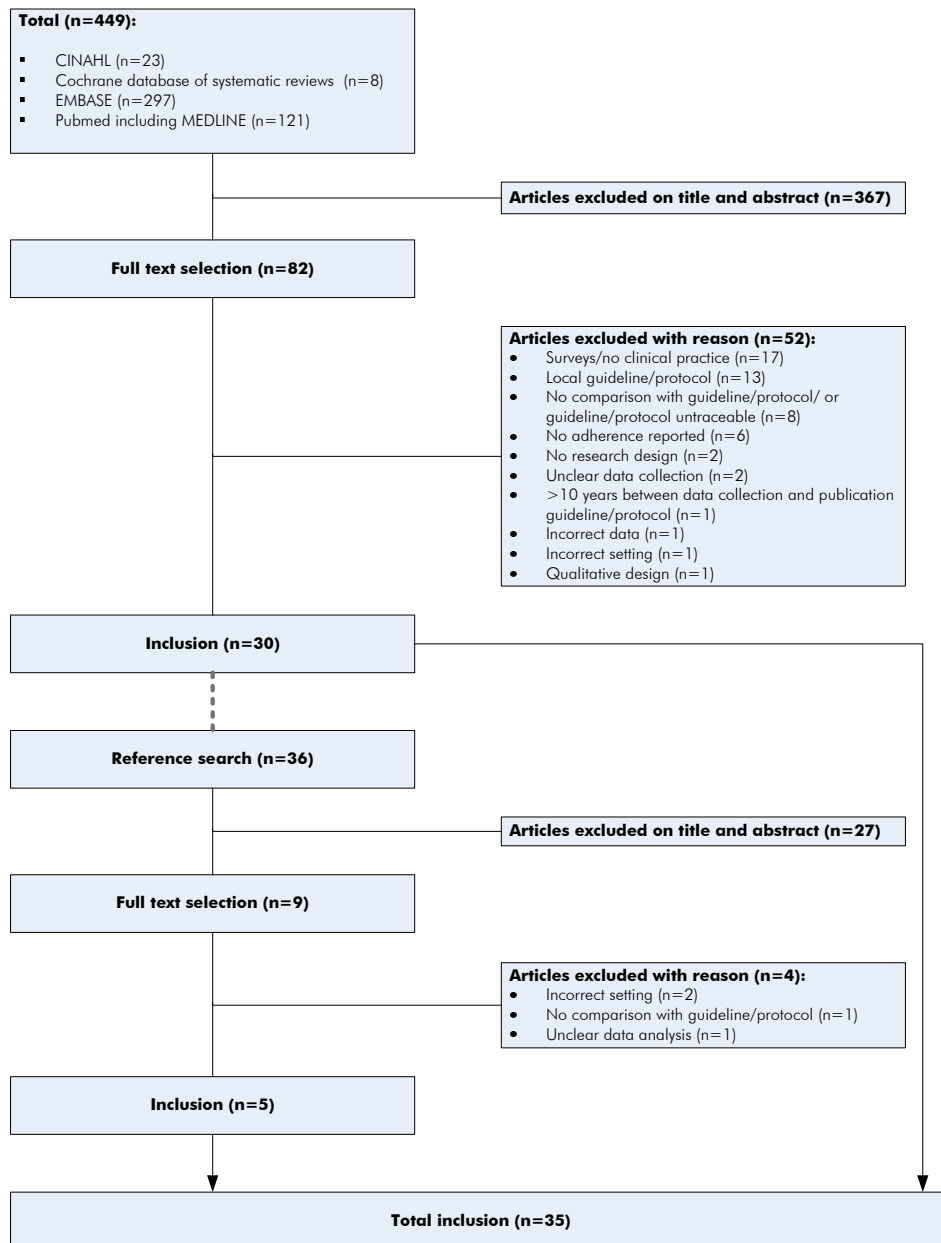 Total (n=449):
▪ CINAHL (n=23)
▪ Cochrane database of systematic reviews (n=8)
▪ EMBASE (n=297)
▪ Pubmed including MEDLINE (n=121)
Articles excluded on title and abstract (n=367)
Full text selection (n=82)
Articles excluded with reason (n=52):
• Surveys/no clinical practice (n=17)
• Local guideline/protocol (n=13)
• No comparison with guideline/protocol/ or
guideline/protocol untraceable (n=8)
• No adherence reported (n=6)
• No research design (n=2)
• Unclear data collection (n=2)
• >10 years between data collection and publication
guideline/protocol (n=1)
• Incorrect data (n=1)
• Incorrect setting (n=1)
• Qualitative design (n=1)
Inclusion (n=30)
Reference search (n=36)
Articles excluded on title and abstract (n=27)
Full text selection (n=9)
Articles excluded with reason (n=4):
• Incorrect setting (n=2)
• No comparison with guideline/protocol (n=1)
• Unclear data analysis (n=1)
Inclusion (n=5)
Total inclusion (n=35)